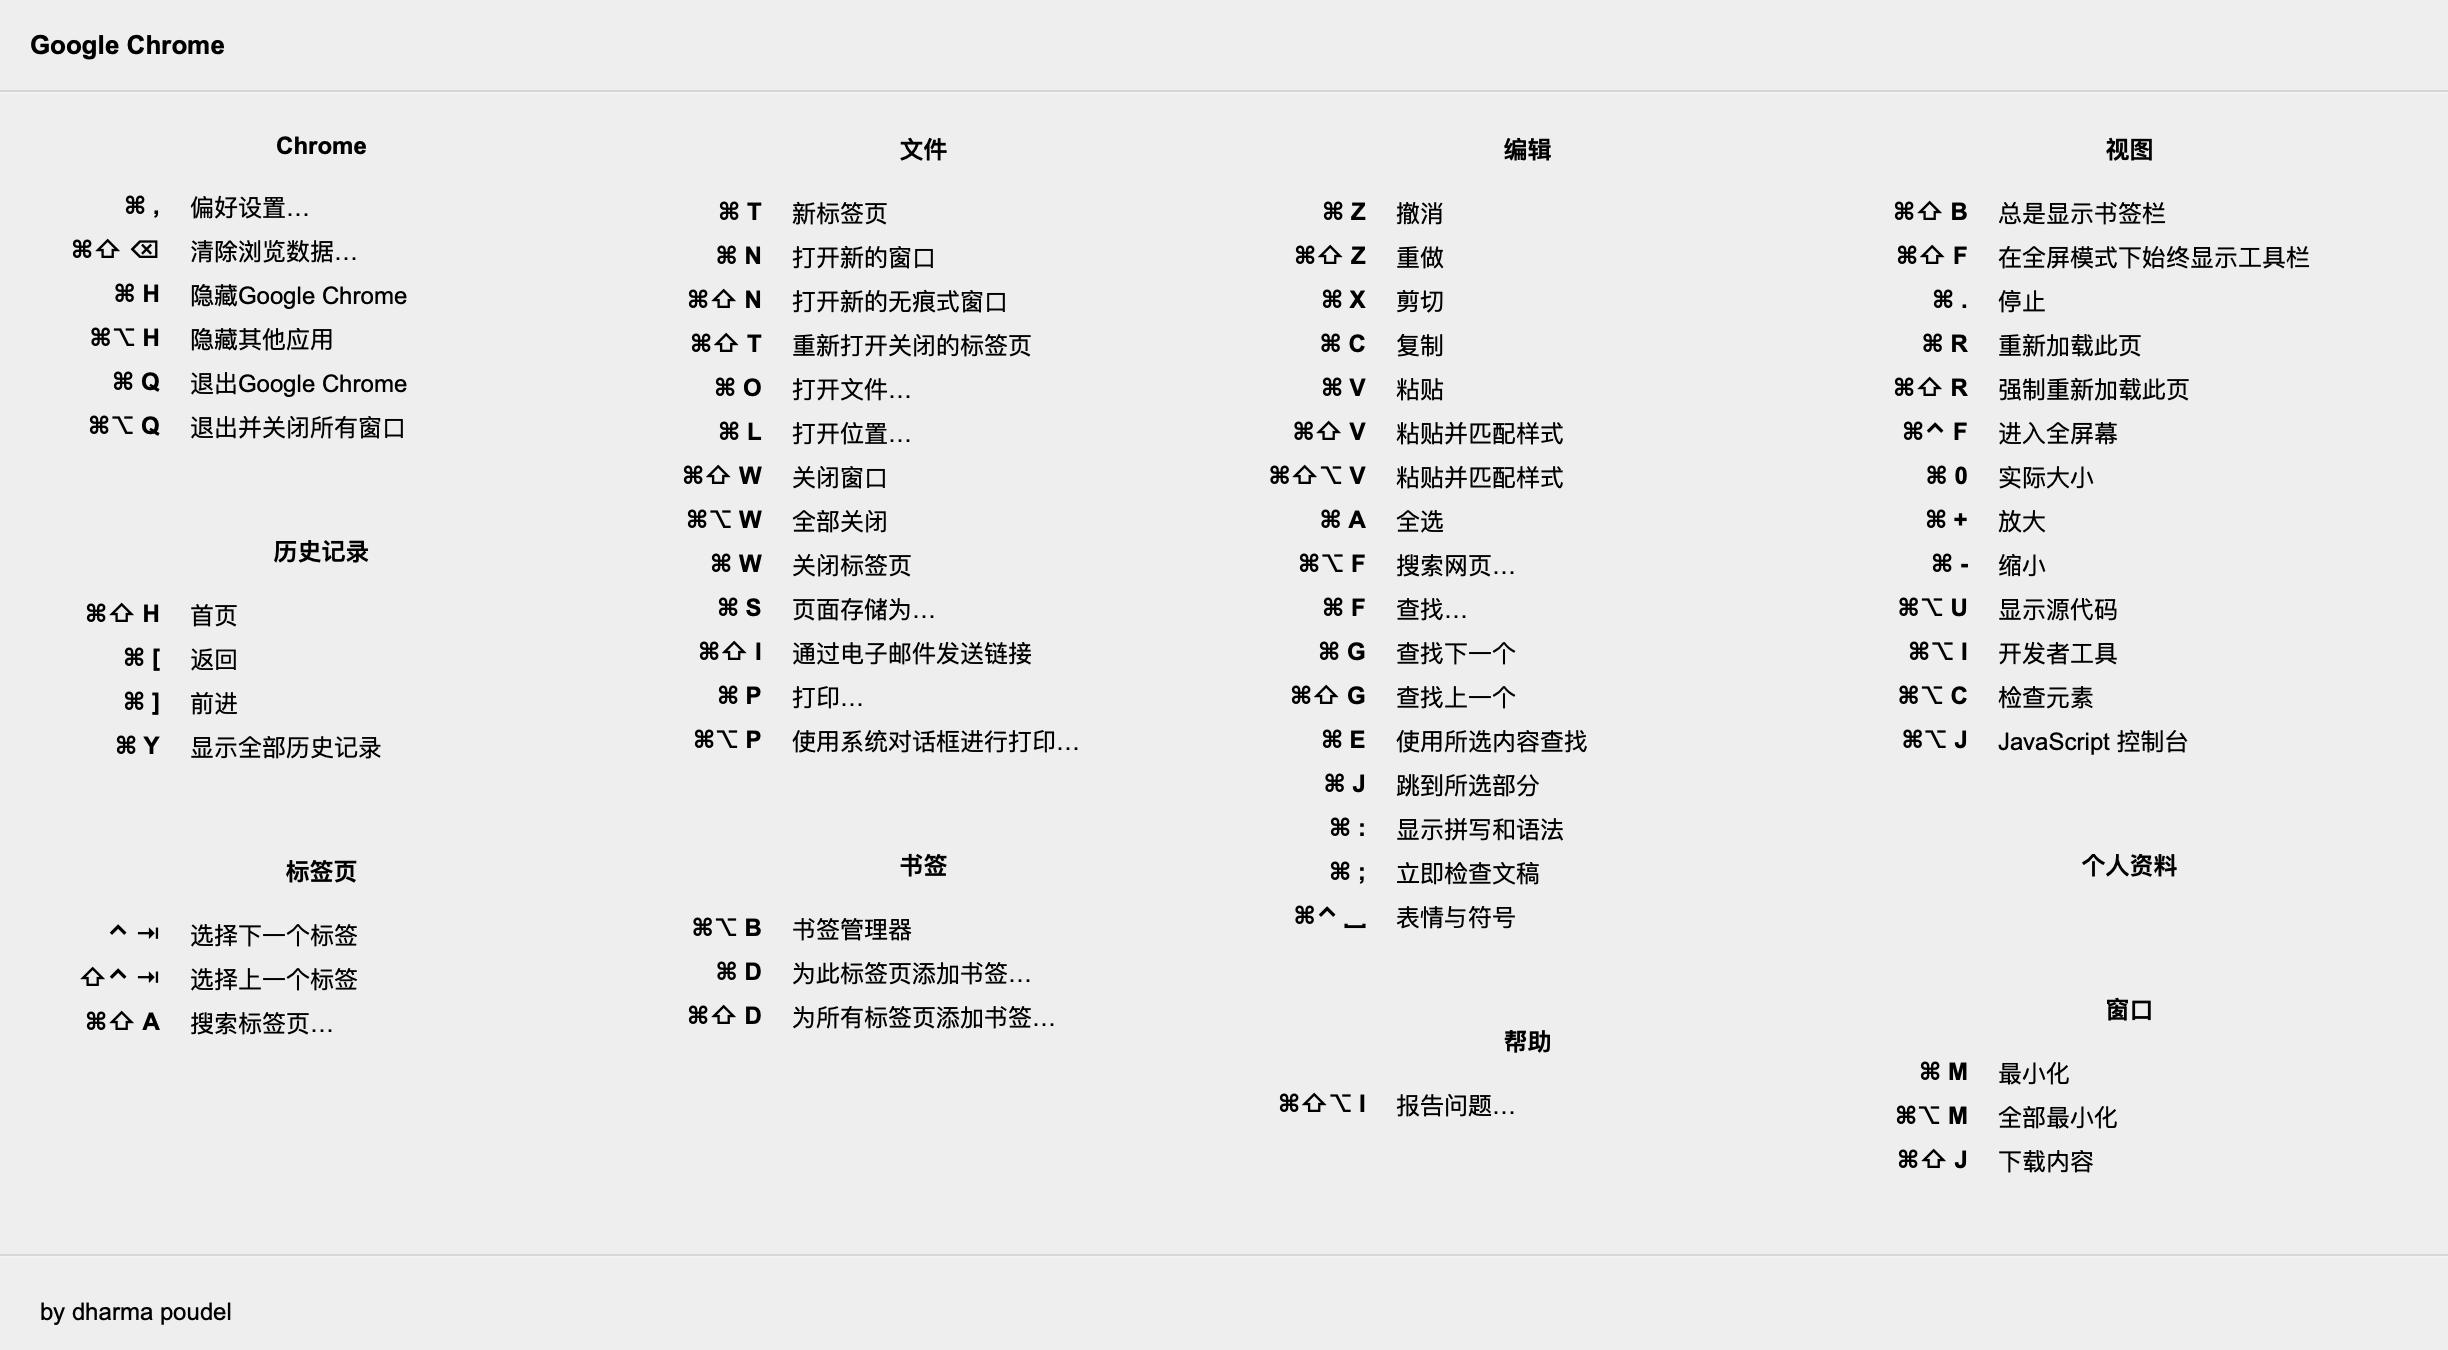 Google Chrome
Chrome
⌘ , 偏好设置…
⌘⇧ ⌫ 清除浏览数据…
⌘ H 隐藏Google Chrome
⌘⌥ H 隐藏其他应用
⌘ Q 退出Google Chrome
⌘⌥ Q 退出并关闭所有窗口
历史记录
⌘⇧ H 首页
⌘ [ 返回
⌘ ] 前进
⌘ Y 显示全部历史记录
标签页
⌃ ⇥ 选择下一个标签
⇧⌃ ⇥ 选择上一个标签
⌘⇧ A 搜索标签页…
文件
⌘ T 新标签页
⌘ N 打开新的窗口
⌘⇧ N 打开新的无痕式窗口
⌘⇧ T 重新打开关闭的标签页
⌘ O 打开文件…
⌘ L 打开位置…
⌘⇧ W 关闭窗口
⌘⌥ W 全部关闭
⌘ W 关闭标签页
⌘ S 页面存储为…
⌘⇧ I 通过电子邮件发送链接
⌘ P 打印…
⌘⌥ P 使用系统对话框进行打印…
书签
⌘⌥ B 书签管理器
⌘ D 为此标签页添加书签…
⌘⇧ D 为所有标签页添加书签…
编辑
⌘ Z 撤消
⌘⇧ Z 重做
⌘ X 剪切
⌘ C 复制
⌘ V 粘贴
⌘⇧ V 粘贴并匹配样式
⌘⇧⌥ V 粘贴并匹配样式
⌘ A 全选
⌘⌥ F 搜索网页…
⌘ F 查找…
⌘ G 查找下一个
⌘⇧ G 查找上一个
⌘ E 使用所选内容查找
⌘ J 跳到所选部分
⌘ : 显示拼写和语法
⌘ ; 立即检查文稿
⌘⌃ ⎵ 表情与符号
帮助
⌘⇧⌥ I 报告问题…
视图
⌘⇧ B 总是显示书签栏
⌘⇧ F 在全屏模式下始终显示工具栏
⌘ . 停止
⌘ R 重新加载此页
⌘⇧ R 强制重新加载此页
⌘⌃ F 进入全屏幕
⌘ 0 实际大小
⌘ + 放大
⌘ - 缩小
⌘⌥ U 显示源代码
⌘⌥ I 开发者工具
⌘⌥ C 检查元素
⌘⌥ J JavaScript 控制台
个人资料
窗口
⌘ M 最小化
⌘⌥ M 全部最小化
⌘⇧ J 下载内容
by dharma poudel